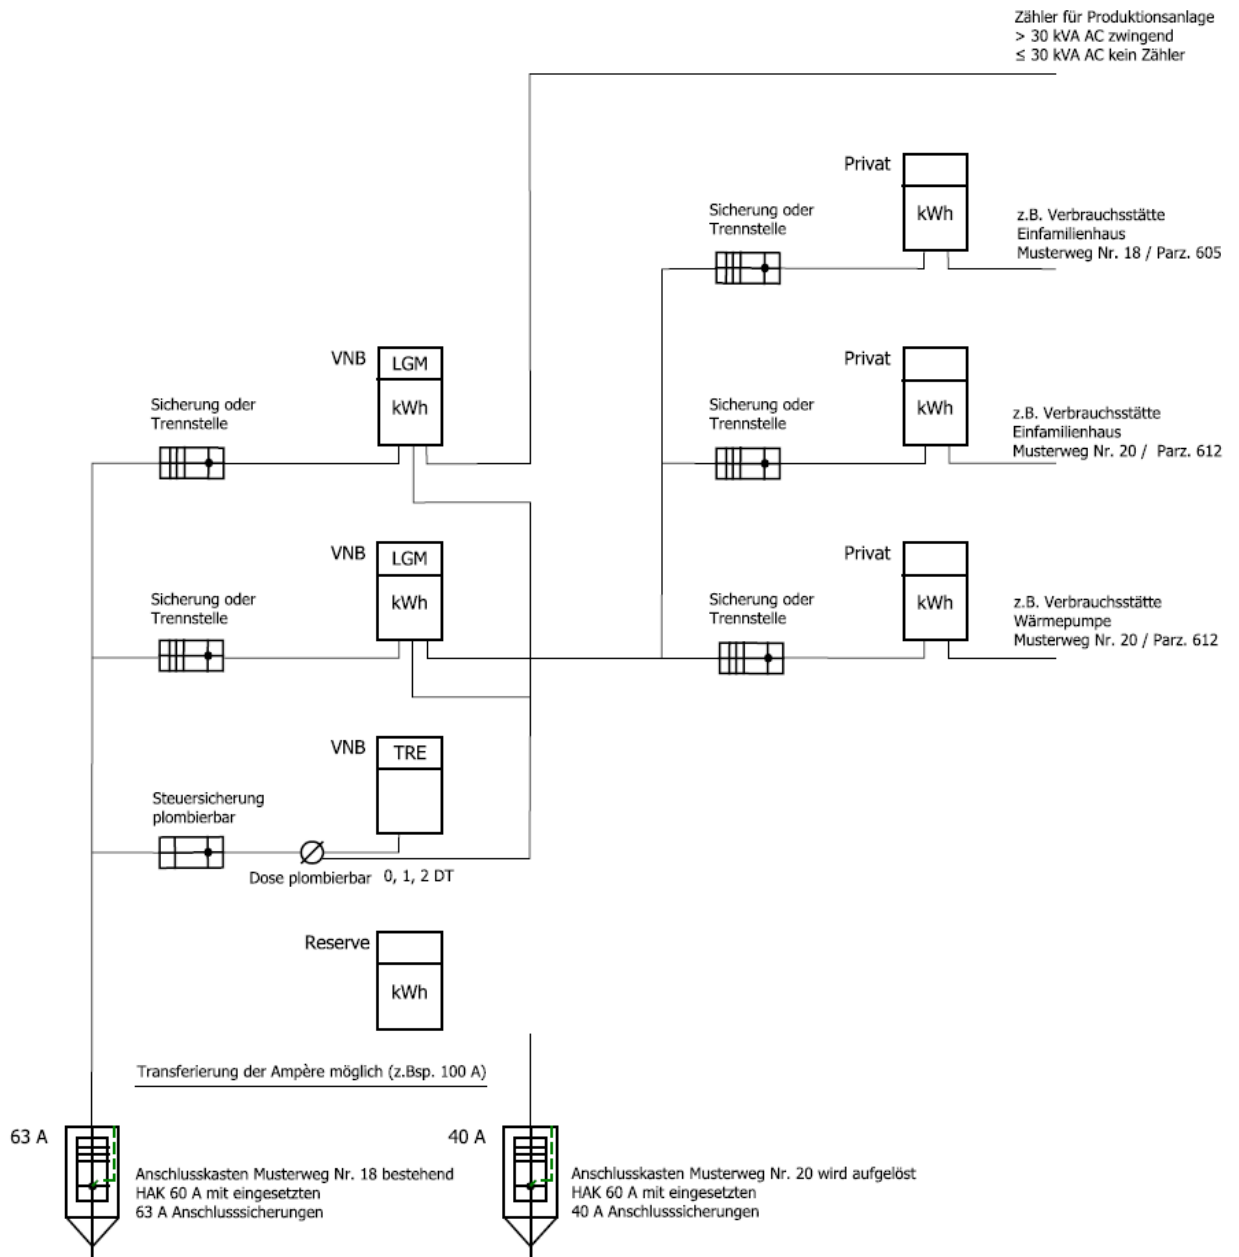 Zähler für Produktionsanlage
> 30 kVA AC zwingend
≤ 30 kVA AC kein Zähler
Privat
kWh
Sicherung oder
Trennstelle
z.B. Verbrauchsstätte
Einfamilienhaus
Musterweg Nr. 18 / Parz. 605
VNB
LGM
kWh
Sicherung oder
Trennstelle
Privat
kWh
Sicherung oder
Trennstelle
z.B. Verbrauchsstätte
Einfamilienhaus
Musterweg Nr. 20 / Parz. 612
VNB
LGM
kWh
Sicherung oder
Trennstelle
Privat
kWh
Sicherung oder
Trennstelle
z.B. Verbrauchsstätte
Wärmepumpe
Musterweg Nr. 20 / Parz. 612
VNB
TRE
Steuersicherung
plombierbar
Dose plombierbar
0, 1, 2 DT
Reserve
kWh
Transferierung der Ampère möglich (z.Bsp. 100 A)
63 A
Anschlusskasten Musterweg Nr. 18 bestehend
HAK 60 A mit eingesetzten
63 A Anschlusssicherungen
40 A
Anschlusskasten Musterweg Nr. 20 wird aufgelöst
HAK 60 A mit eingesetzten
40 A Anschlusssicherungen